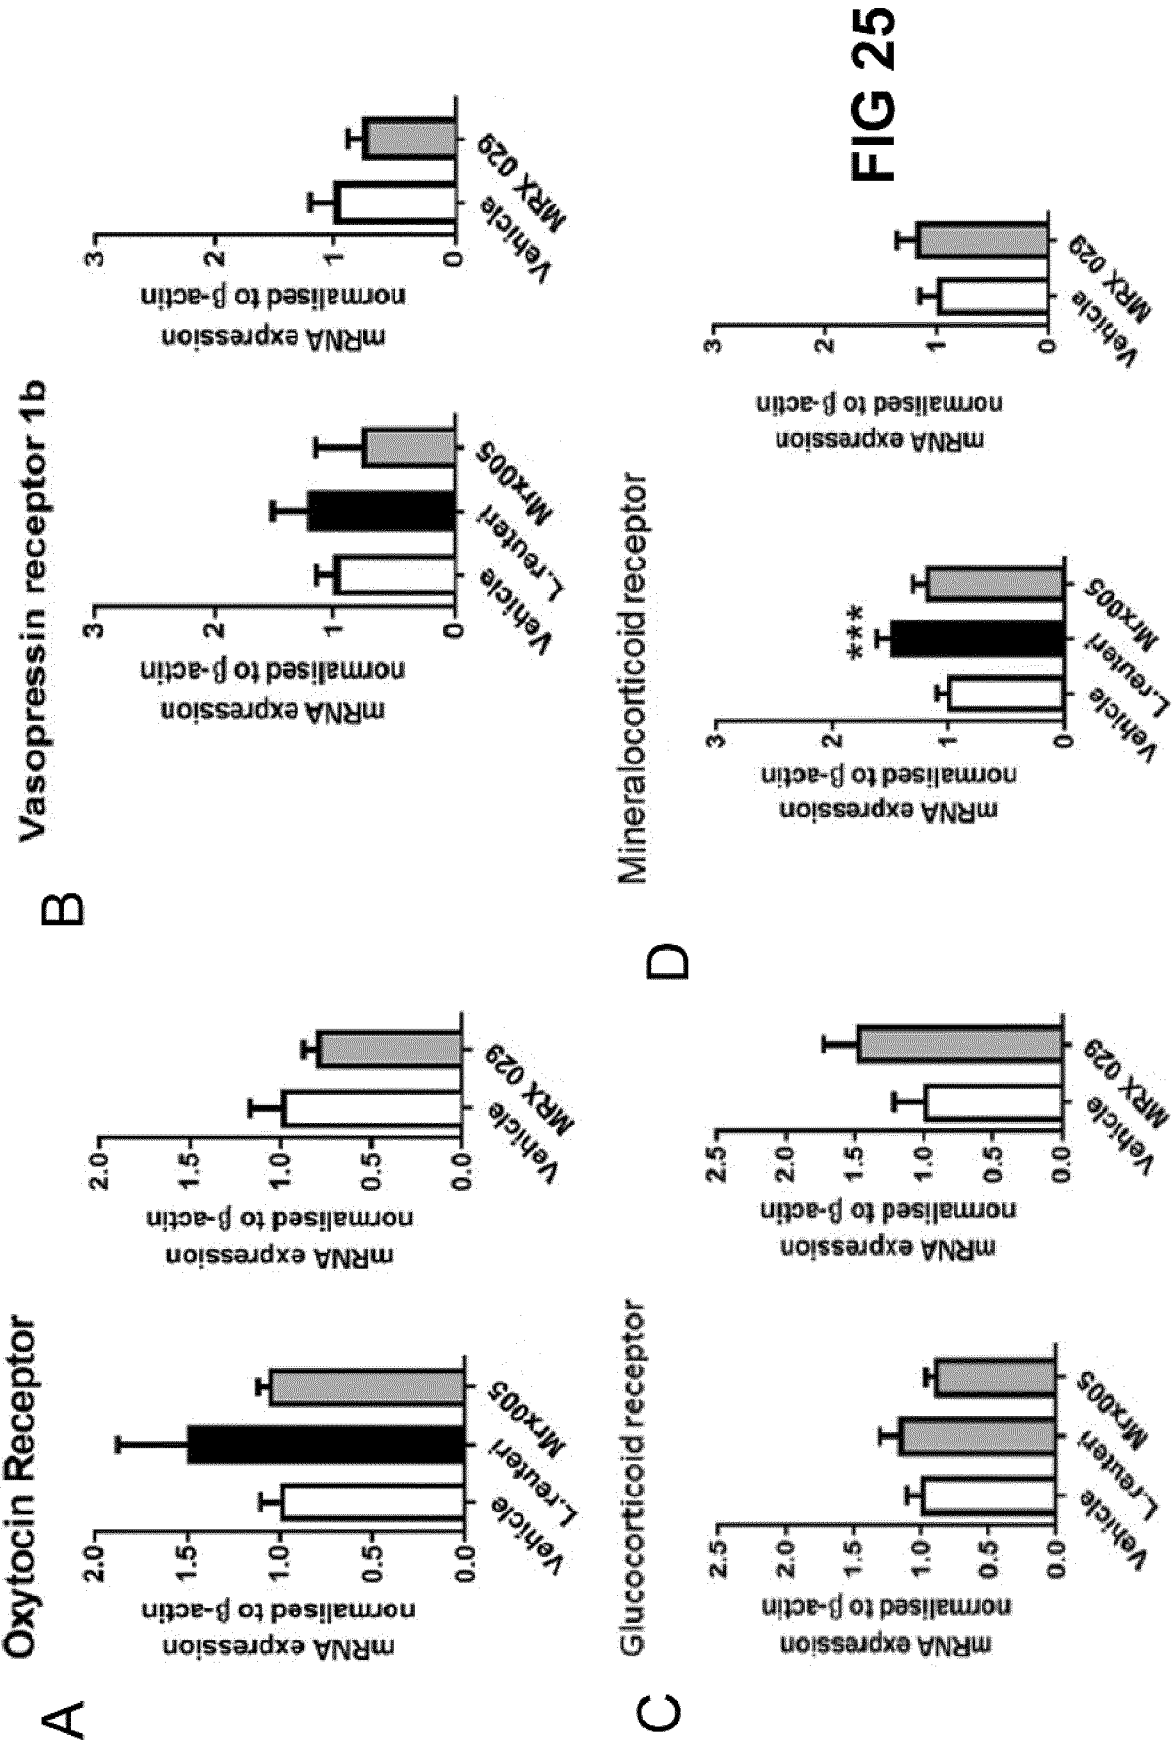 A
Oxytocin Receptor
mRNA expression
normalised to β-actin
2.0
1.5
1.0
0.5
0.0
Vehicle
L.reuteri
Mrx005
mRNA expression
normalised to β-actin
2.0
1.5
1.0
0.5
0.0
Vehicle
MRX 029
B
Vasopressin receptor 1b
mRNA expression
normalised to β-actin
3
2
1
0
Vehicle
L.reuteri
Mrx005
mRNA expression
normalised to β-actin
3
2
1
0
Vehicle
MRX 029
C
Glucocorticoid receptor
mRNA expression
normalised to β-actin
2.5
2.0
1.5
1.0
0.5
0.0
Vehicle
L.reuteri
Mrx005
mRNA expression
normalised to β-actin
2.5
2.0
1.5
1.0
0.5
0.0
Vehicle
MRX 029
D
Mineralocorticoid receptor
mRNA expression
normalised to β-actin
3
2
1
0
***
Vehicle
L.reuteri
Mrx005
mRNA expression
normalised to β-actin
3
2
1
0
Vehicle
MRX 029
FIG 25